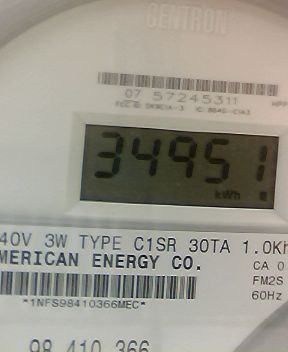 CENTRON
07 57245311
34951
kWh
40V 3W TYPE C1SR 30TA 1.0Kh
MERICAN ENERGY CO.
CA 0
FM2S
60Hz
*1NFS98410366MEC*
98 410 366